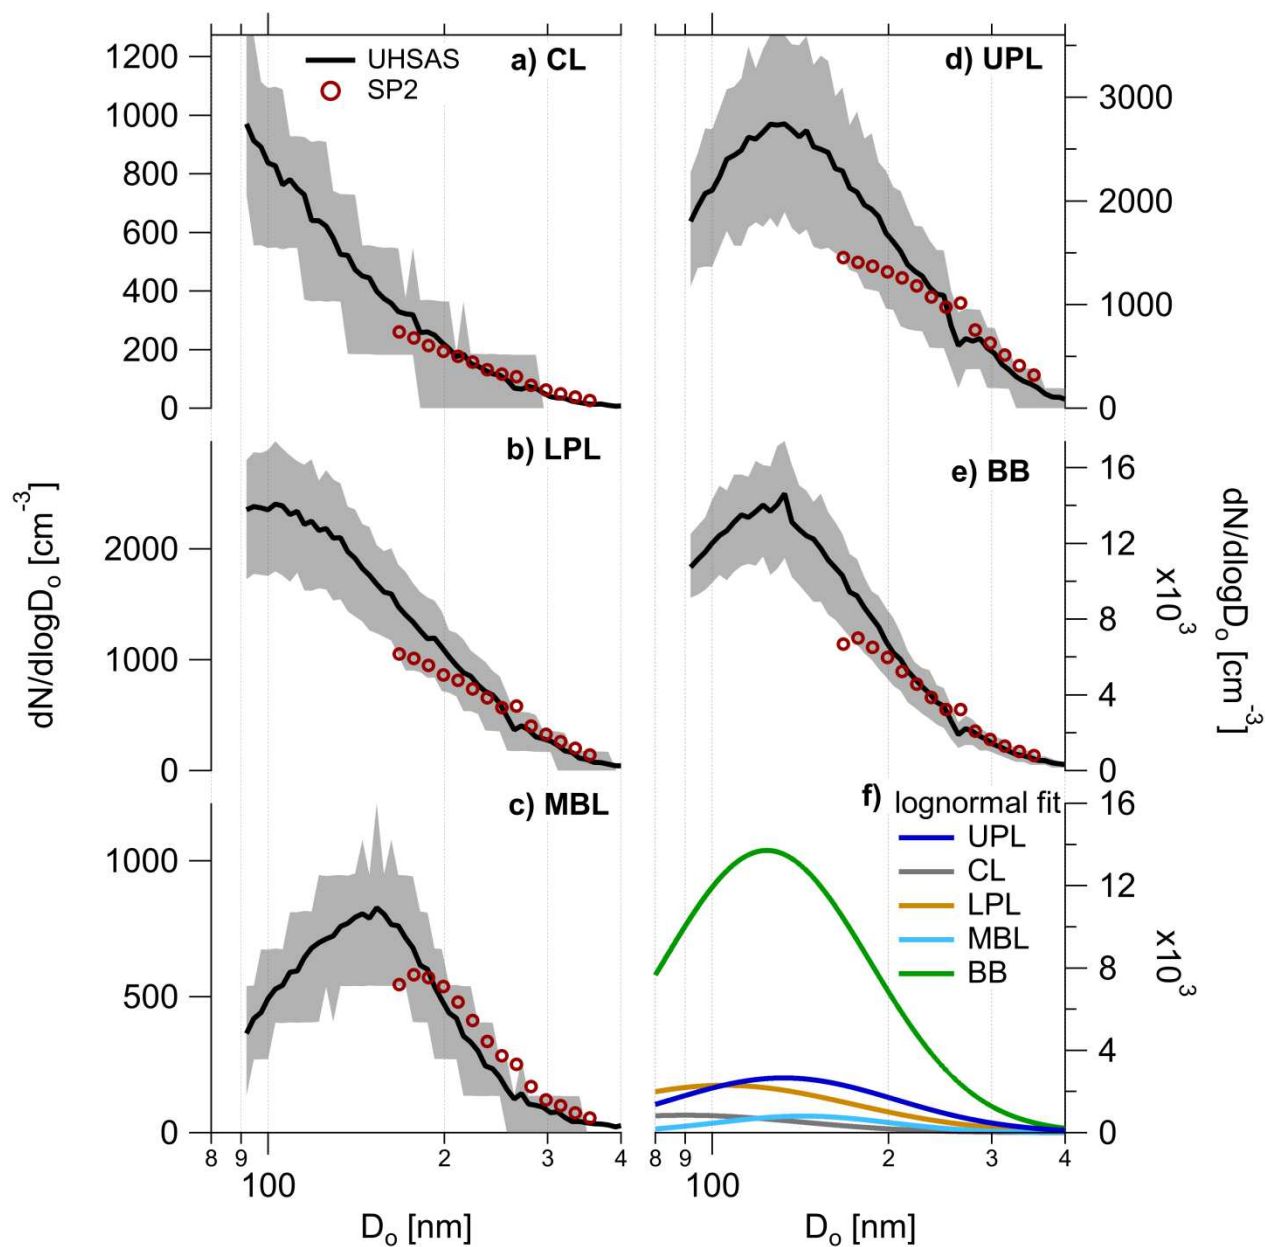 a) CL
UHSAS
SP2
1200
1000
800
600
400
200
0
d) UPL
3000
2000
1000
0
b) LPL
2000
1000
0
dN/dlogDₒ [cm⁻³]
e) BB
16
12
8
4
0
x10³
dN/dlogDₒ [cm⁻³]
c) MBL
1000
500
0
8 9 100 2 3 4
Dₒ [nm]
f) lognormal fit
UPL
CL
LPL
MBL
BB
16
12
8
4
0
x10³
8 9 100 2 3 4
Dₒ [nm]